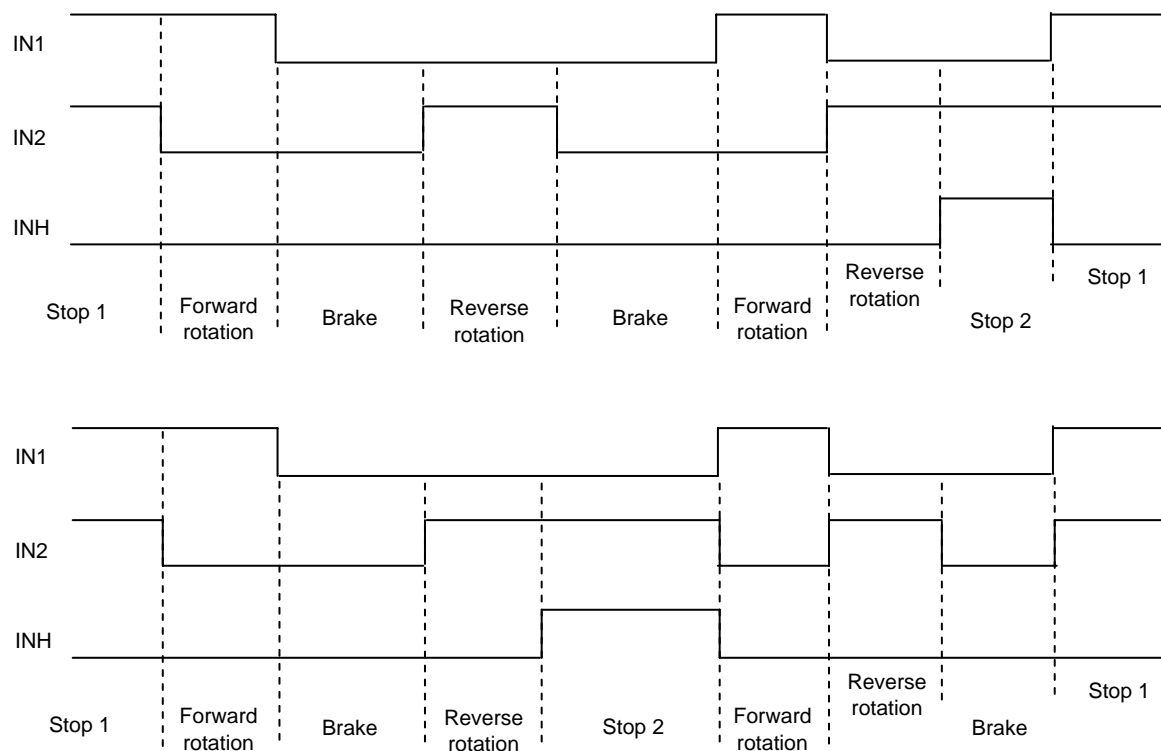 IN1
IN2
INH
Stop 1
Forward
rotation
Brake
Reverse
rotation
Brake
Forward
rotation
Reverse
rotation
Stop 2
Stop 1
IN1
IN2
INH
Stop 1
Forward
rotation
Brake
Reverse
rotation
Stop 2
Forward
rotation
Reverse
rotation
Brake
Stop 1